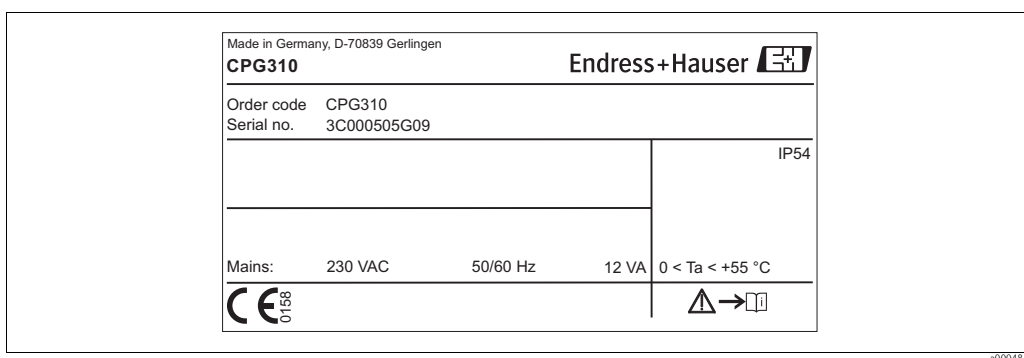 Made in Germany, D-70839 Gerlingen
CPG310
Endress+Hauser
Order code CPG310
Serial no. 3C000505G09
IP54
Mains: 230 VAC 50/60 Hz 12 VA 0 < Ta < +55 °C
CE 0158
i